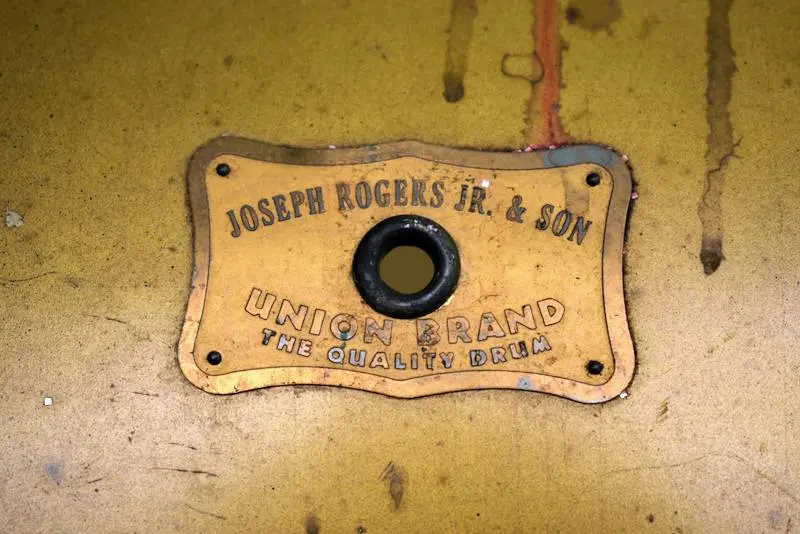 JOSEPH ROGERS JR. & SON
UNION BRAND
THE QUALITY DRUM